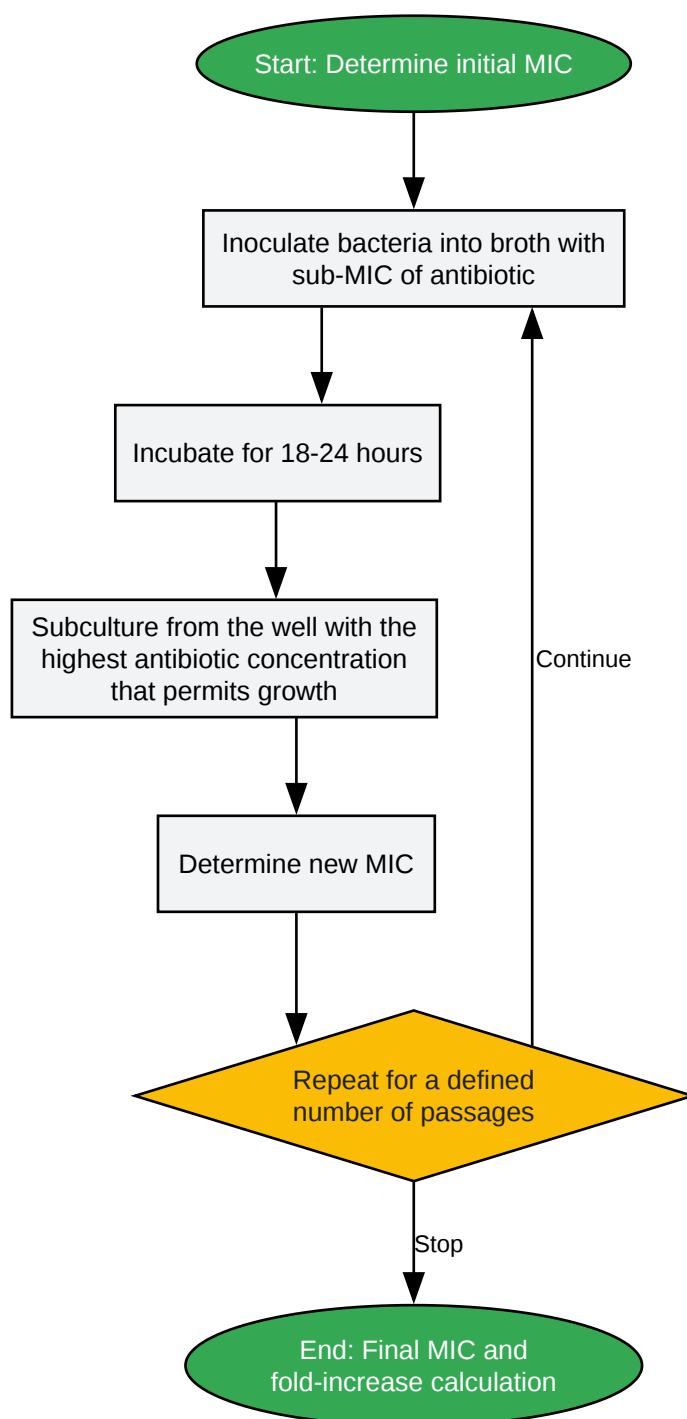 Start: Determine initial MIC
Inoculate bacteria into broth with
sub-MIC of antibiotic
Incubate for 18-24 hours
Subculture from the well with the
highest antibiotic concentration
that permits growth
Continue
Determine new MIC
Repeat for a defined
number of passages
Stop
End: Final MIC and
fold-increase calculation